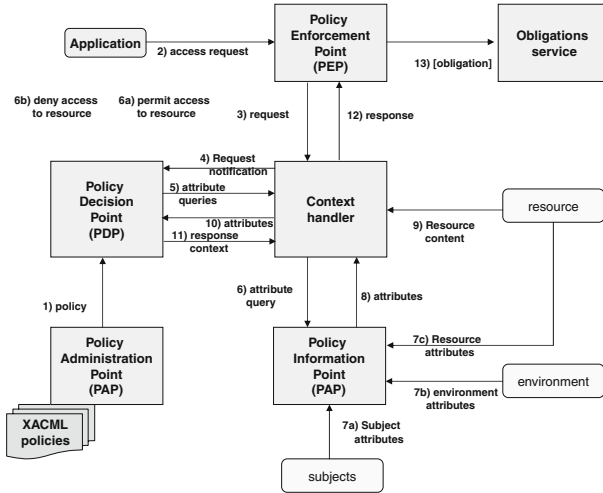 Application
2) access request
Policy
Enforcement
Point
(PEP)
13) [obligation]
Obligations
service
6b) deny access
to resource
6a) permit access
to resource
3) request
12) response
Policy
Decision
Point
(PDP)
4) Request
notification
5) attribute
queries
10) attributes
11) response
context
Context
handler
9) Resource
content
resource
1) policy
6) attribute
query
8) attributes
Policy
Administration
Point
(PAP)
XACML
policies
Policy
Information
Point
(PAP)
7c) Resource
attributes
7b) environment
attributes
environment
7a) Subject
attributes
subjects